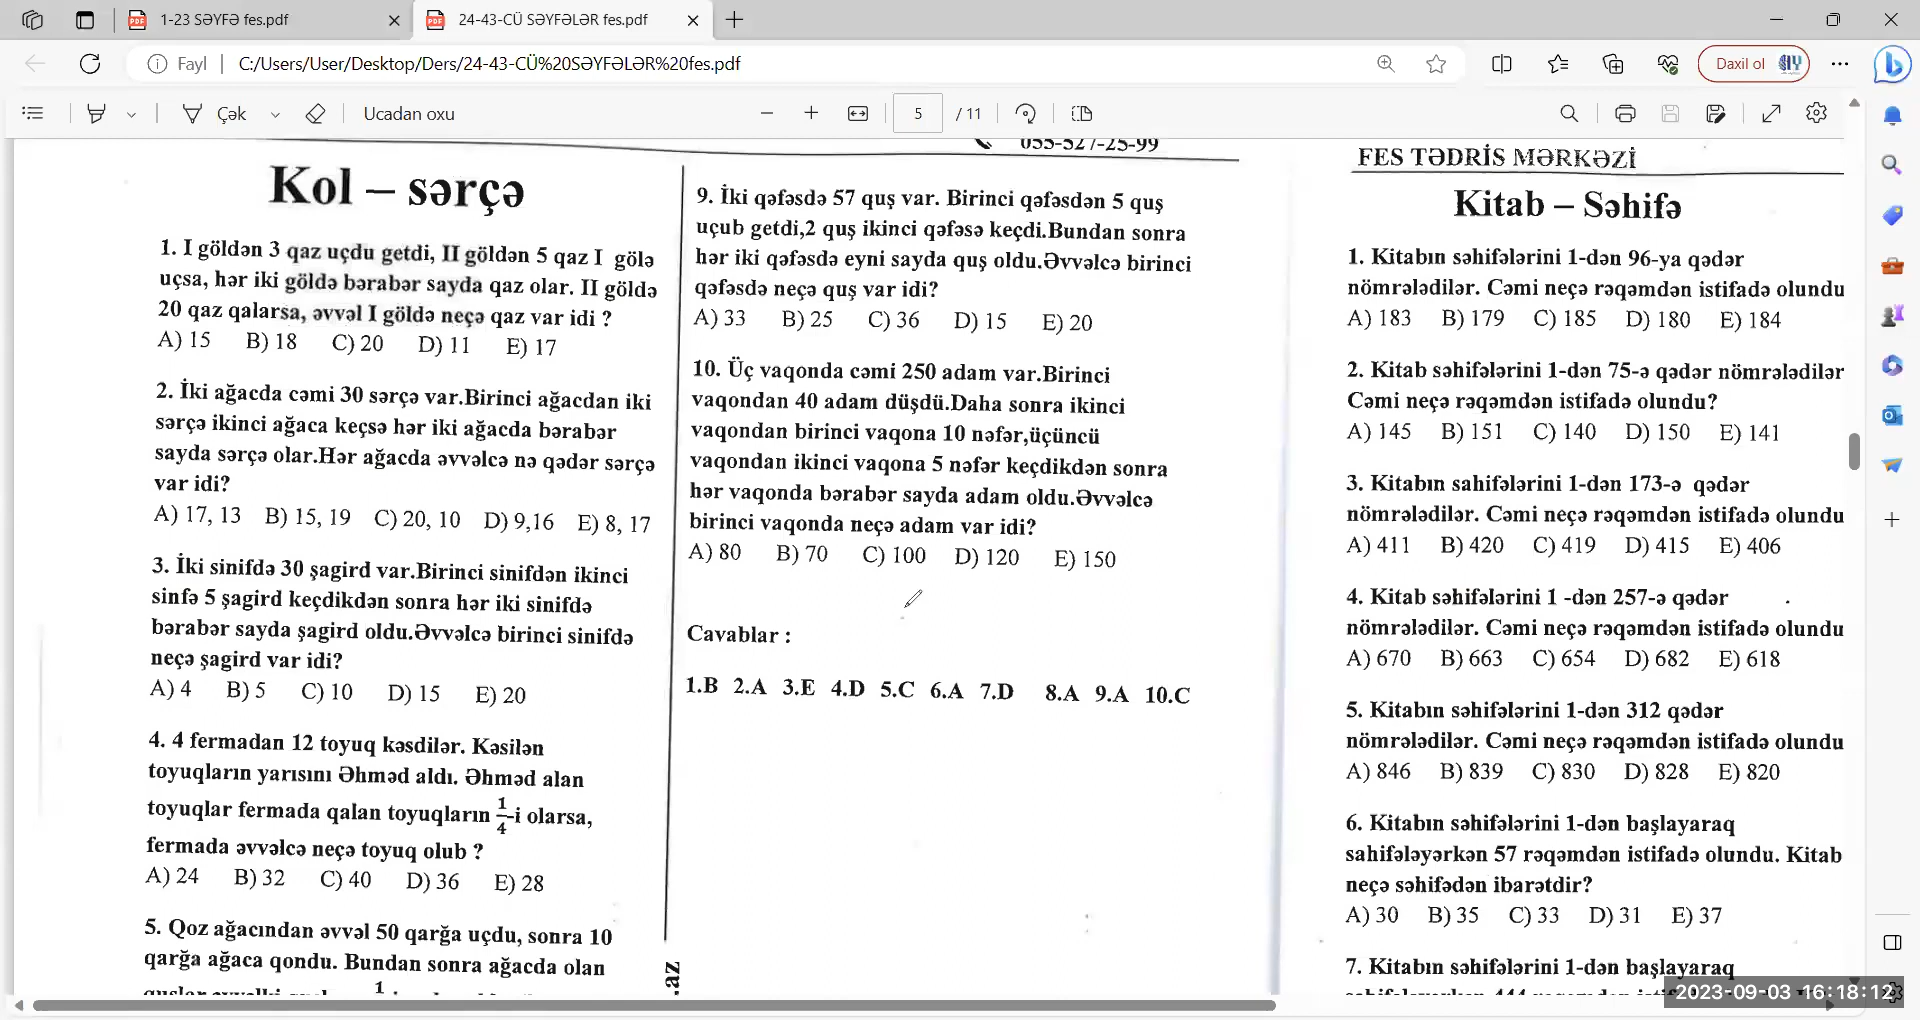 1-23 SƏYFƏ fes.pdf
24-43-CÜ SƏYFƏLƏR fes.pdf
Fayl
C:/Users/User/Desktop/Ders/24-43-CÜ%20SƏYFƏLƏR%20fes.pdf
Daxil ol
Çək
Ucadan oxu
5
/ 11
055-527-25-99
Kol – sərçə
1. I göldən 3 qaz uçdu getdi, II göldən 5 qaz I gölə
uçsa, hər iki göldə bərabər sayda qaz olar. II göldə
20 qaz qalarsa, əvvəl I göldə neçə qaz var idi ?
A) 15 B) 18 C) 20 D) 11 E) 17
2. İki ağacda cəmi 30 sərçə var.Birinci ağacdan iki
sərçə ikinci ağaca keçsə hər iki ağacda bərabər
sayda sərçə olar.Hər ağacda əvvəlcə nə qədər sərçə
var idi?
A) 17, 13 B) 15, 19 C) 20, 10 D) 9,16 E) 8, 17
3. İki sinifdə 30 şagird var.Birinci sinifdən ikinci
sinfə 5 şagird keçdikdən sonra hər iki sinifdə
bərabər sayda şagird oldu.Əvvəlcə birinci sinifdə
neçə şagird var idi?
A) 4 B) 5 C) 10 D) 15 E) 20
4. 4 fermadan 12 toyuq kəsdilər. Kəsilən
toyuqların yarısını Əhməd aldı. Əhməd alan
toyuqlar fermada qalan toyuqların 1/4-i olarsa,
fermada əvvəlcə neçə toyuq olub ?
A) 24 B) 32 C) 40 D) 36 E) 28
5. Qoz ağacından əvvəl 50 qarğa uçdu, sonra 10
qarğa ağaca qondu. Bundan sonra ağacda olan
9. İki qəfəsdə 57 quş var. Birinci qəfəsdən 5 quş
uçub getdi,2 quş ikinci qəfəsə keçdi.Bundan sonra
hər iki qəfəsdə eyni sayda quş oldu.Əvvəlcə birinci
qəfəsdə neçə quş var idi?
A) 33 B) 25 C) 36 D) 15 E) 20
10. Üç vaqonda cəmi 250 adam var.Birinci
vaqondan 40 adam düşdü.Daha sonra ikinci
vaqondan birinci vaqona 10 nəfər,üçüncü
vaqondan ikinci vaqona 5 nəfər keçdikdən sonra
hər vaqonda bərabər sayda adam oldu.Əvvəlcə
birinci vaqonda neçə adam var idi?
A) 80 B) 70 C) 100 D) 120 E) 150
Cavablar :
1.B 2.A 3.E 4.D 5.C 6.A 7.D 8.A 9.A 10.C
.az
FES TƏDRİS MƏRKƏZİ
Kitab – Səhifə
1. Kitabın səhifələrini 1-dən 96-ya qədər
nömrələdilər. Cəmi neçə rəqəmdən istifadə olundu
A) 183 B) 179 C) 185 D) 180 E) 184
2. Kitab səhifələrini 1-dən 75-ə qədər nömrələdilər
Cəmi neçə rəqəmdən istifadə olundu?
A) 145 B) 151 C) 140 D) 150 E) 141
3. Kitabın səhifələrini 1-dən 173-ə qədər
nömrələdilər. Cəmi neçə rəqəmdən istifadə olundu
A) 411 B) 420 C) 419 D) 415 E) 406
4. Kitab səhifələrini 1 -dən 257-ə qədər
nömrələdilər. Cəmi neçə rəqəmdən istifadə olundu
A) 670 B) 663 C) 654 D) 682 E) 618
5. Kitabın səhifələrini 1-dən 312 qədər
nömrələdilər. Cəmi neçə rəqəmdən istifadə olundu
A) 846 B) 839 C) 830 D) 828 E) 820
6. Kitabın səhifələrini 1-dən başlayaraq
sahifələyərkən 57 rəqəmdən istifadə olundu. Kitab
neçə səhifədən ibarətdir?
A) 30 B) 35 C) 33 D) 31 E) 37
7. Kitabın səhifələrini 1-dən başlayaraq
2023-09-03 16:18:12